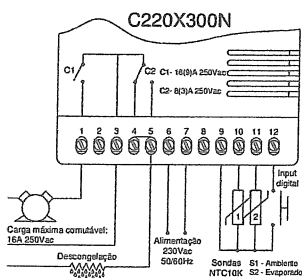 C220X300N
C1
C2
C1- 16(9)A 250Vac
C2- 8(3)A 250Vac
1 2 3 4 5 6 7 8 9 10 11 12
Input
digital
1 2
Carga máxima comutável:
16A 250Vac
Alimentação
230Vac
50/60Hz
Descongelação
Sondas
NTC10K
S1 - Ambiente
S2 - Evaporado